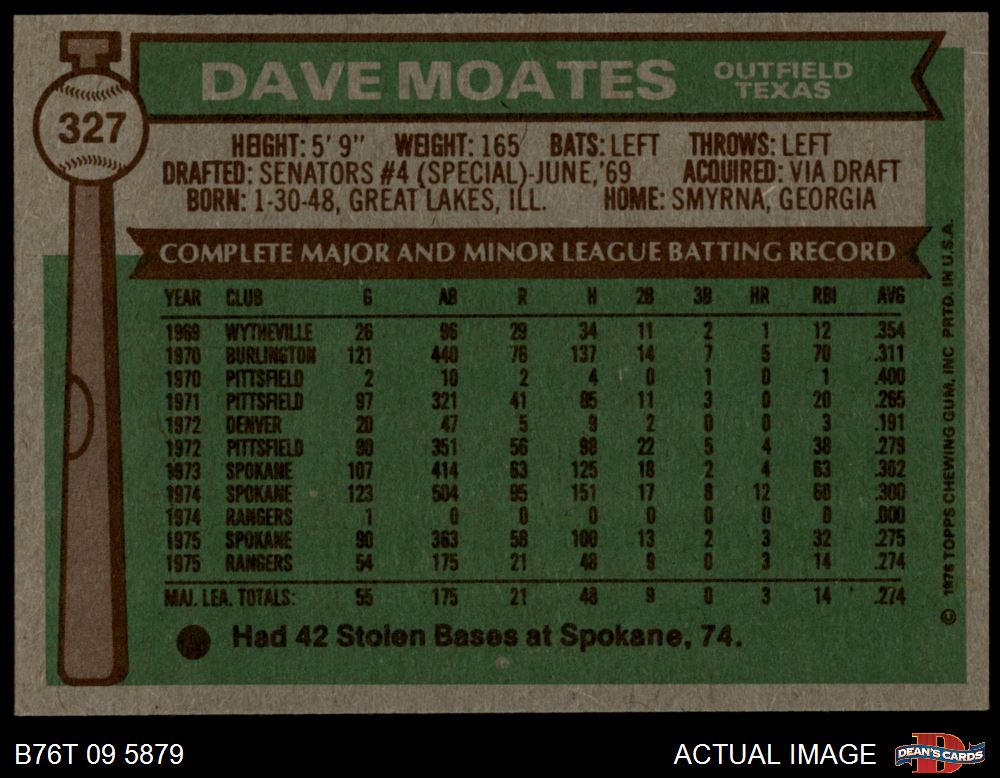 T
327
DAVE MOATES OUTFIELD TEXAS
HEIGHT: 5' 9" WEIGHT: 165 BATS: LEFT THROWS: LEFT
DRAFTED: SENATORS #4 (SPECIAL)-JUNE,'69 ACQUIRED: VIA DRAFT
BORN: 1-30-48, GREAT LAKES, ILL. HOME: SMYRNA, GEORGIA
COMPLETE MAJOR AND MINOR LEAGUE BATTING RECORD
YEAR CLUB G AB R H 2B 3B HR RBI AVG
1969 WYTHEVILLE 26 96 29 34 11 2 1 12 .354
1970 BURLINGTON 121 440 76 137 14 7 5 70 .311
1970 PITTSFIELD 2 10 2 4 0 1 0 1 .400
1971 PITTSFIELD 97 321 41 85 11 3 0 20 .265
1972 DENVER 20 47 5 9 2 0 0 3 .191
1972 PITTSFIELD 90 351 56 98 22 5 4 38 .279
1973 SPOKANE 107 414 63 125 18 2 4 63 .302
1974 SPOKANE 123 504 95 151 17 8 12 68 .300
1974 RANGERS 1 0 0 0 0 0 0 0 .000
1975 SPOKANE 90 363 58 100 13 2 3 32 .275
1975 RANGERS 54 175 21 48 9 0 3 14 .274
MAJ. LEA. TOTALS: 55 175 21 48 9 0 3 14 .274
Had 42 Stolen Bases at Spokane, 74.
© 1976 TOPPS CHEWING GUM, INC PRTD. IN U.S.A.
B76T 09 5879 ACTUAL IMAGE
DEAN'S CARDS